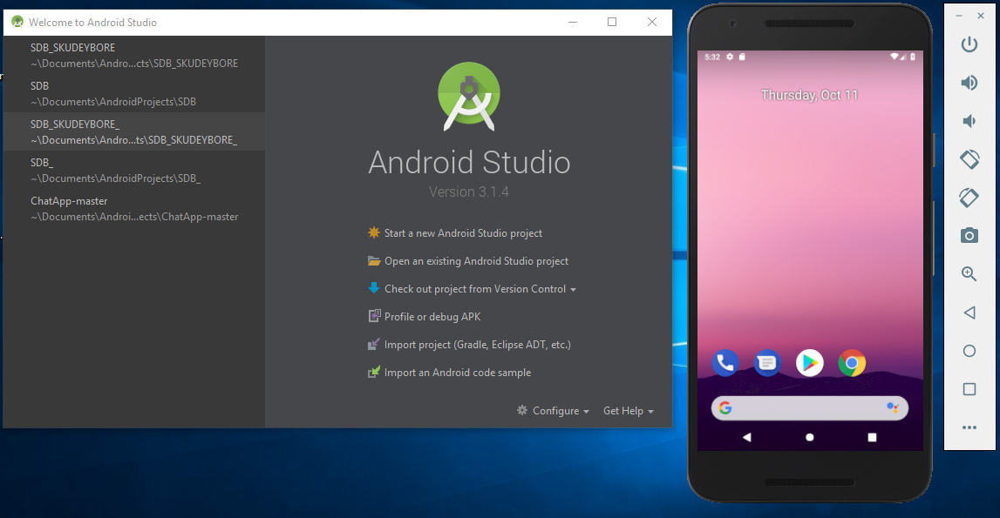 Welcome to Android Studio
SDB_SKUDEYBORE
~\Documents\Andro...cts\SDB_SKUDEYBORE
SDB
~\Documents\AndroidProjects\SDB
SDB_SKUDEYBORE_
~\Documents\Andro...ts\SDB_SKUDEYBORE_
SDB_
~\Documents\AndroidProjects\SDB_
ChatApp-master
~\Documents\Androi...ects\ChatApp-master
Android Studio
Version 3.1.4
Start a new Android Studio project
Open an existing Android Studio project
Check out project from Version Control
Profile or debug APK
Import project (Gradle, Eclipse ADT, etc.)
Import an Android code sample
Configure
Get Help
5:32
Thursday, Oct 11